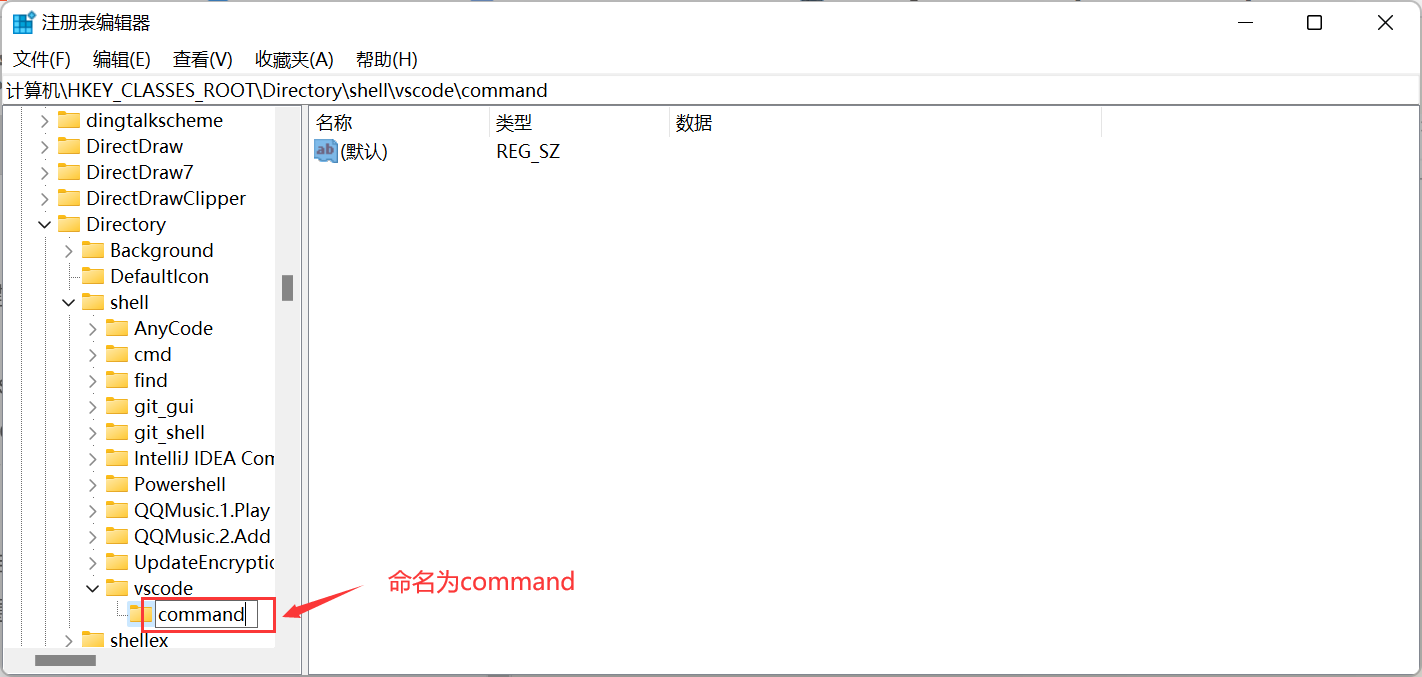 注册表编辑器
文件(F) 编辑(E) 查看(V) 收藏夹(A) 帮助(H)
计算机\HKEY_CLASSES_ROOT\Directory\shell\vscode\command
名称 类型 数据
ab (默认) REG_SZ
dingtalkscheme
DirectDraw
DirectDraw7
DirectDrawClipper
Directory
Background
DefaultIcon
shell
AnyCode
cmd
find
git_gui
git_shell
IntelliJ IDEA Com
Powershell
QQMusic.1.Play
QQMusic.2.Add
UpdateEncryptic
vscode
command
shellex
命名为command